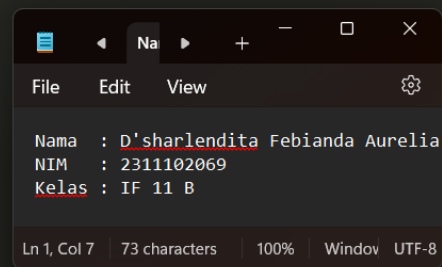 Na
File Edit View
Nama : D'sharlendita Febianda Aurelia
NIM : 2311102069
Kelas : IF 11 B
Ln 1, Col 7 73 characters 100% Window UTF-8